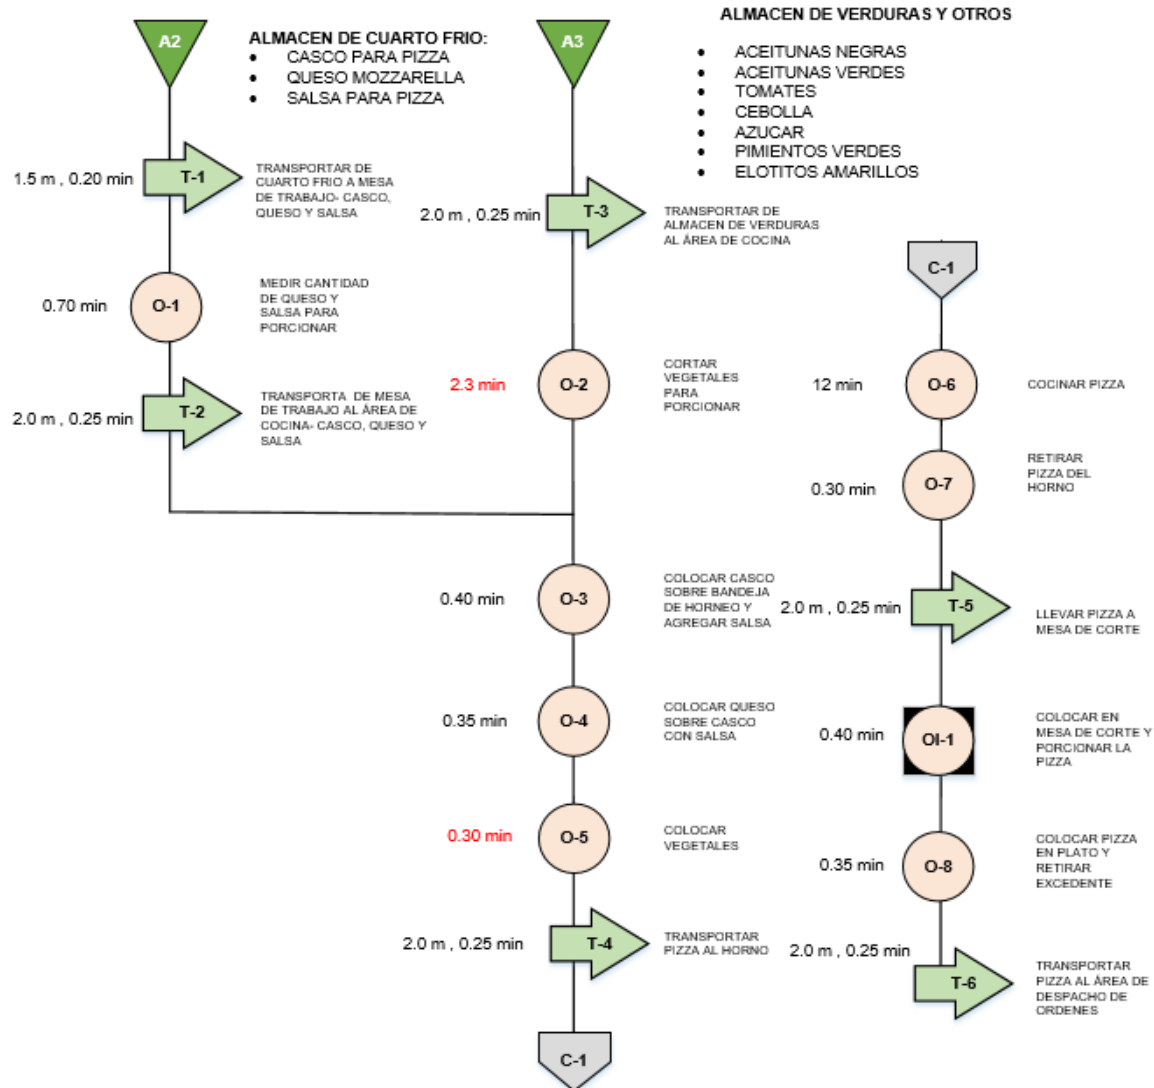 A2
ALMACEN DE CUARTO FRIO:
• CASCO PARA PIZZA
• QUESO MOZZARELLA
• SALSA PARA PIZZA
1.5 m , 0.20 min
T-1
TRANSPORTAR DE
CUARTO FRIO A MESA
DE TRABAJO- CASCO,
QUESO Y SALSA
0.70 min
O-1
MEDIR CANTIDAD
DE QUESO Y
SALSA PARA
PORCIONAR
2.0 m , 0.25 min
T-2
TRANSPORTA DE MESA
DE TRABAJO AL ÁREA DE
COCINA- CASCO, QUESO Y
SALSA
A3
ALMACEN DE VERDURAS Y OTROS
• ACEITUNAS NEGRAS
• ACEITUNAS VERDES
• TOMATES
• CEBOLLA
• AZUCAR
• PIMIENTOS VERDES
• ELOTITOS AMARILLOS
2.0 m , 0.25 min
T-3
TRANSPORTAR DE
ALMACEN DE VERDURAS
AL ÁREA DE COCINA
2.3 min
O-2
CORTAR
VEGETALES
PARA
PORCIONAR
0.40 min
O-3
COLOCAR CASCO
SOBRE BANDEJA
DE HORNEO Y
AGREGAR SALSA
0.35 min
O-4
COLOCAR QUESO
SOBRE CASCO
CON SALSA
0.30 min
O-5
COLOCAR
VEGETALES
2.0 m , 0.25 min
T-4
TRANSPORTAR
PIZZA AL HORNO
C-1
C-1
12 min
O-6
COCINAR PIZZA
0.30 min
O-7
RETIRAR
PIZZA DEL
HORNO
2.0 m , 0.25 min
T-5
LLEVAR PIZZA A
MESA DE CORTE
0.40 min
OI-1
COLOCAR EN
MESA DE CORTE Y
PORCIONAR LA
PIZZA
0.35 min
O-8
COLOCAR PIZZA
EN PLATO Y
RETIRAR
EXCEDENTE
2.0 m , 0.25 min
T-6
TRANSPORTAR
PIZZA AL ÁREA DE
DESPACHO DE
ORDENES